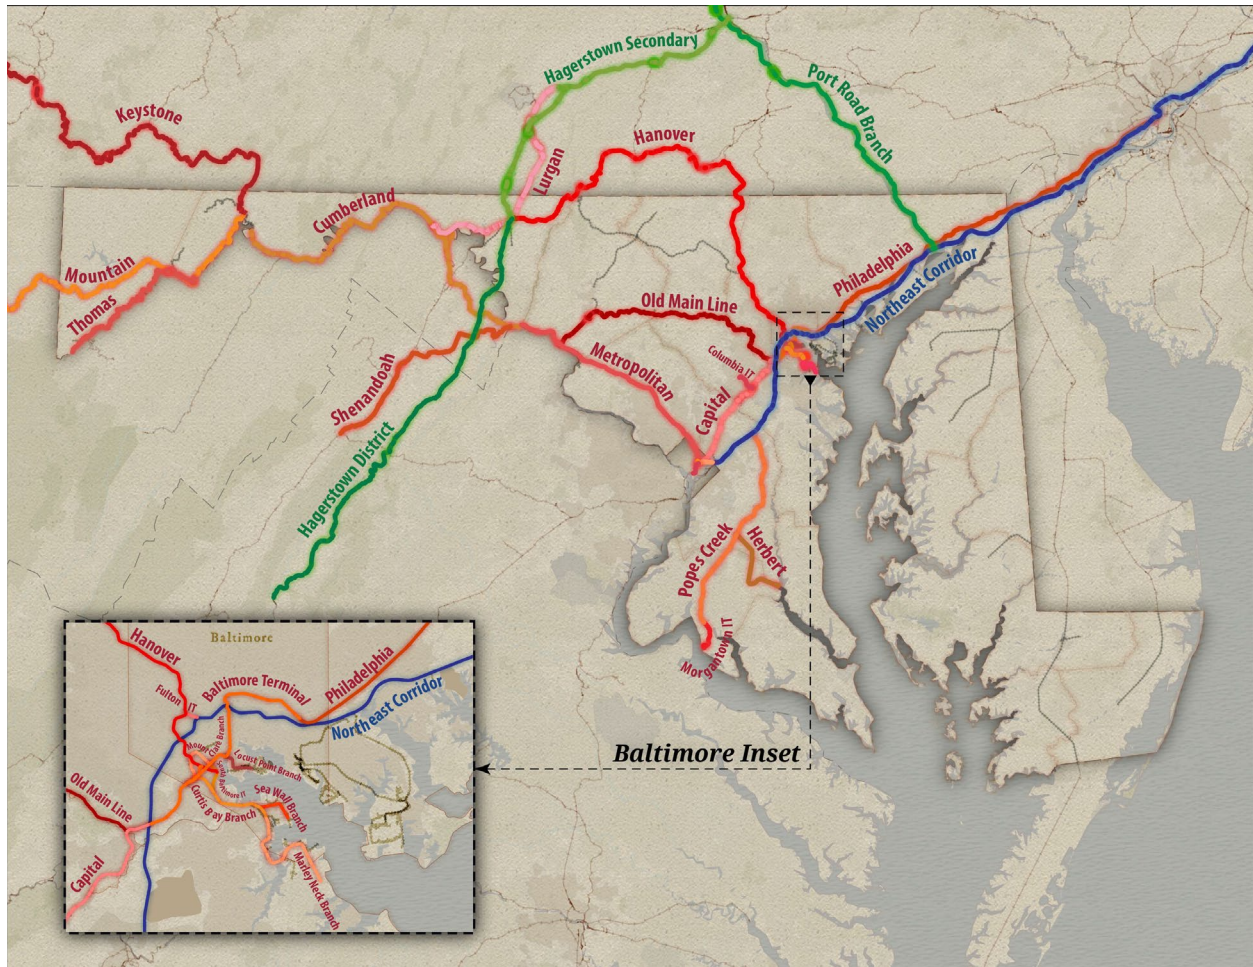 Hagerstown Secondary
Port Road Branch
Keystone
Hanover
Lurgan
Cumberland
Mountain
Thomas
Philadelphia
Northeast Corridor
Old Main Line
Columbia IT
Metropolitan
Capital
Shenandoah
Hagerstown District
Popes Creek
Herbert
Morgantown IT
Baltimore Inset
Baltimore
Hanover
Fulton IT
Baltimore Terminal
Philadelphia
Northeast Corridor
Mount Clare Branch
Locust Point Branch
South Baltimore IT
Old Main Line
Curtis Bay Branch
Sea Wall Branch
Capital
Marley Neck Branch